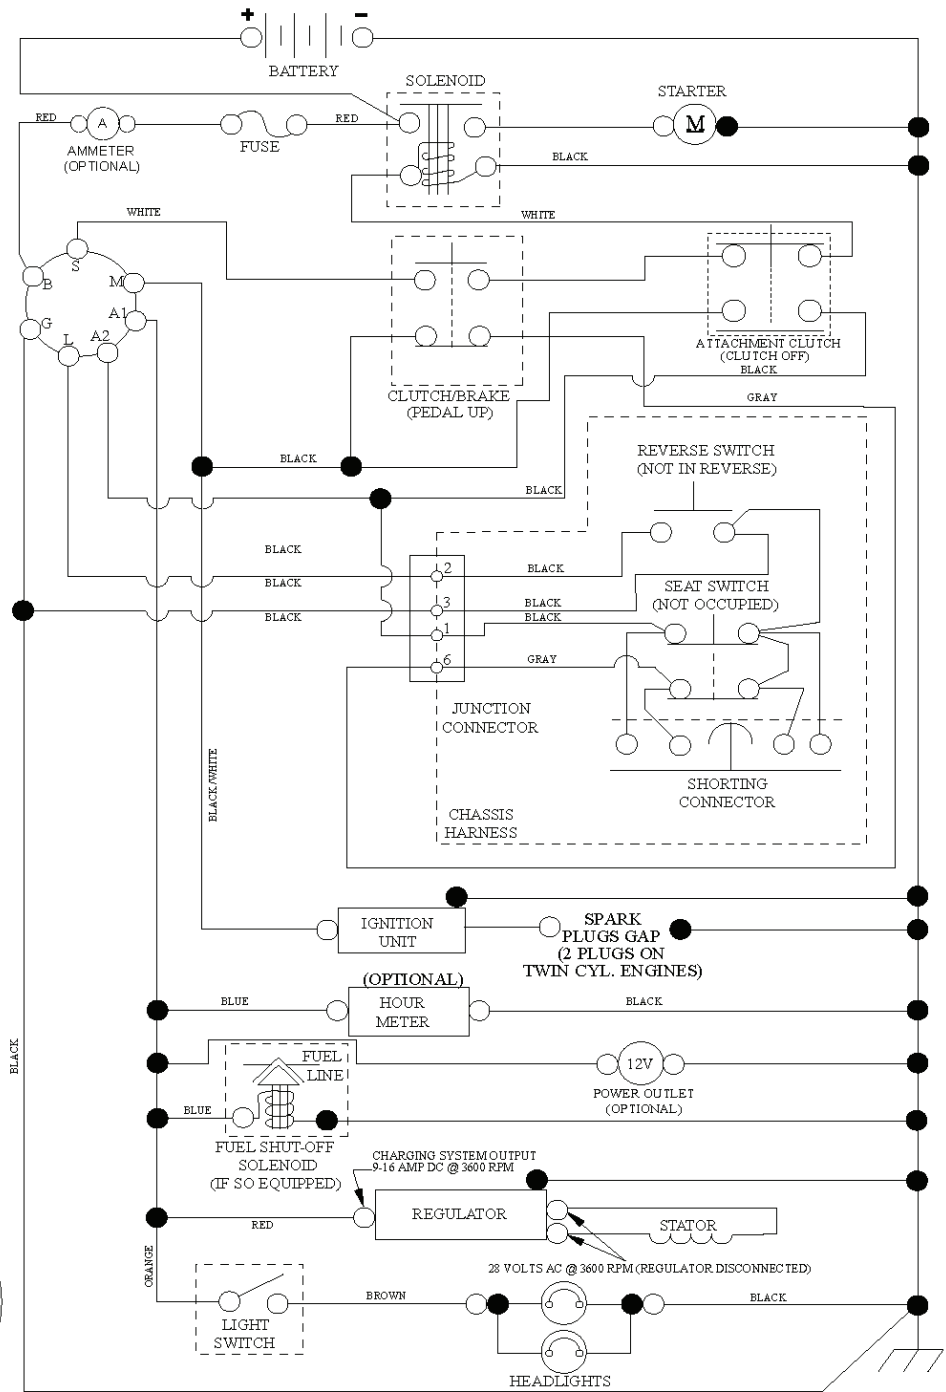 + –
BATTERY
SOLENOID
STARTER
RED
A
RED
M
AMMETER
(OPTIONAL)
FUSE
BLACK
WHITE
WHITE
S
B
M
G
A1
L
A2
ATTACHMENT CLUTCH
(CLUTCH OFF)
BLACK
CLUTCH/BRAKE
(PEDAL UP)
GRAY
REVERSE SWITCH
(NOT IN REVERSE)
BLACK
BLACK
BLACK
2
BLACK
BLACK
SEAT SWITCH
(NOT OCCUPIED)
3
BLACK
BLACK
BLACK
1
6
GRAY
JUNCTION
CONNECTOR
BLACK/WHITE
SHORTING
CONNECTOR
CHASSIS
HARNESS
IGNITION
UNIT
SPARK
PLUGS GAP
(2 PLUGS ON
TWIN CYL. ENGINES)
(OPTIONAL)
HOUR
METER
BLUE
BLACK
BLACK
FUEL
LINE
12V
POWER OUTLET
(OPTIONAL)
BLUE
FUEL SHUT-OFF
SOLENOID
(IF SO EQUIPPED)
CHARGING SYSTEM OUTPUT
9-16 AMP DC @ 3600 RPM
REGULATOR
RED
STATOR
ORANGE
28 VOLTS AC @ 3600 RPM (REGULATOR DISCONNECTED)
BROWN
BLACK
LIGHT
SWITCH
HEADLIGHTS